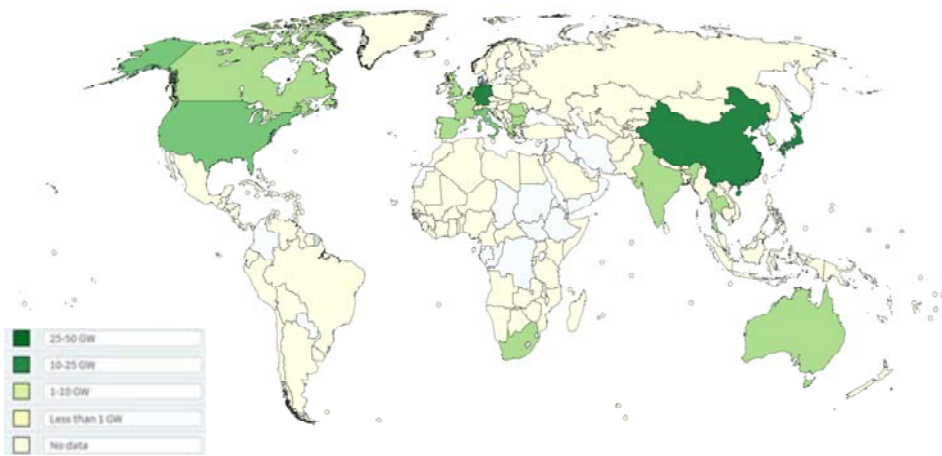 25-50 GW
10-25 GW
1-10 GW
Less than 1 GW
No data